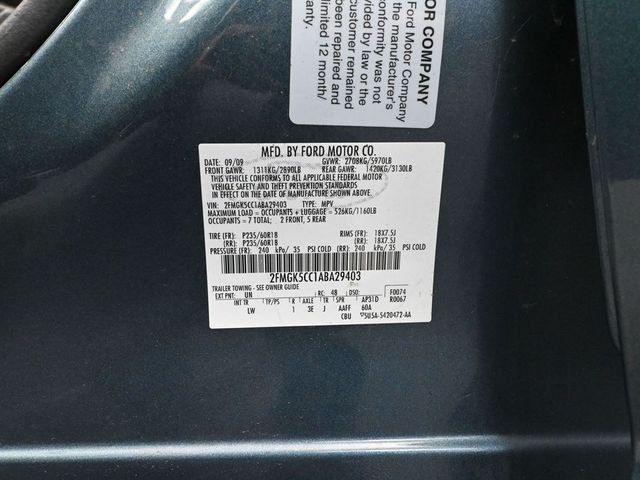 OR COMPANY
Ford Motor Company
the manufacturer's
conformity was not
vided by law or the
customer remained
been repaired and
limited 12 month/
rranty.
MFD. BY FORD MOTOR CO.
DATE: 09/09 GVWR: 2708KG/5970LB
FRONT GAWR: 1311KG/2890LB REAR GAWR: 1420KG/3130LB
THIS VEHICLE CONFORMS TO ALL APPLICABLE FEDERAL MOTOR
VEHICLE SAFETY AND THEFT PREVENTION STANDARDS
IN EFFECT ON THE DATE OF MANUFACTURE SHOWN ABOVE.
VIN: 2FMGK5CC1ABA29403 TYPE: MPV
MAXIMUM LOAD = OCCUPANTS + LUGGAGE = 526KG/1160LB
OCCUPANTS = 7 TOTAL: 2 FRONT, 5 REAR
TIRE (FR): P235/60R18 RIMS (FR): 18X7.5J
(RR): P235/60R18 (RR): 18X7.5J
PRESSURE (FR): 240 kPa/ 35 PSI COLD (RR): 240 kPa/ 35 PSI COLD
2FMGK5CC1ABA29403
TRAILER TOWING - SEE OWNER GUIDE
EXT PNT: UN RC: 48 DSO: F0074
INT TR TP/PS R AXLE TR SPR AP31D R0067
LW 1 3E J AAFF 60A
CBU 5U5A-5420472-AA